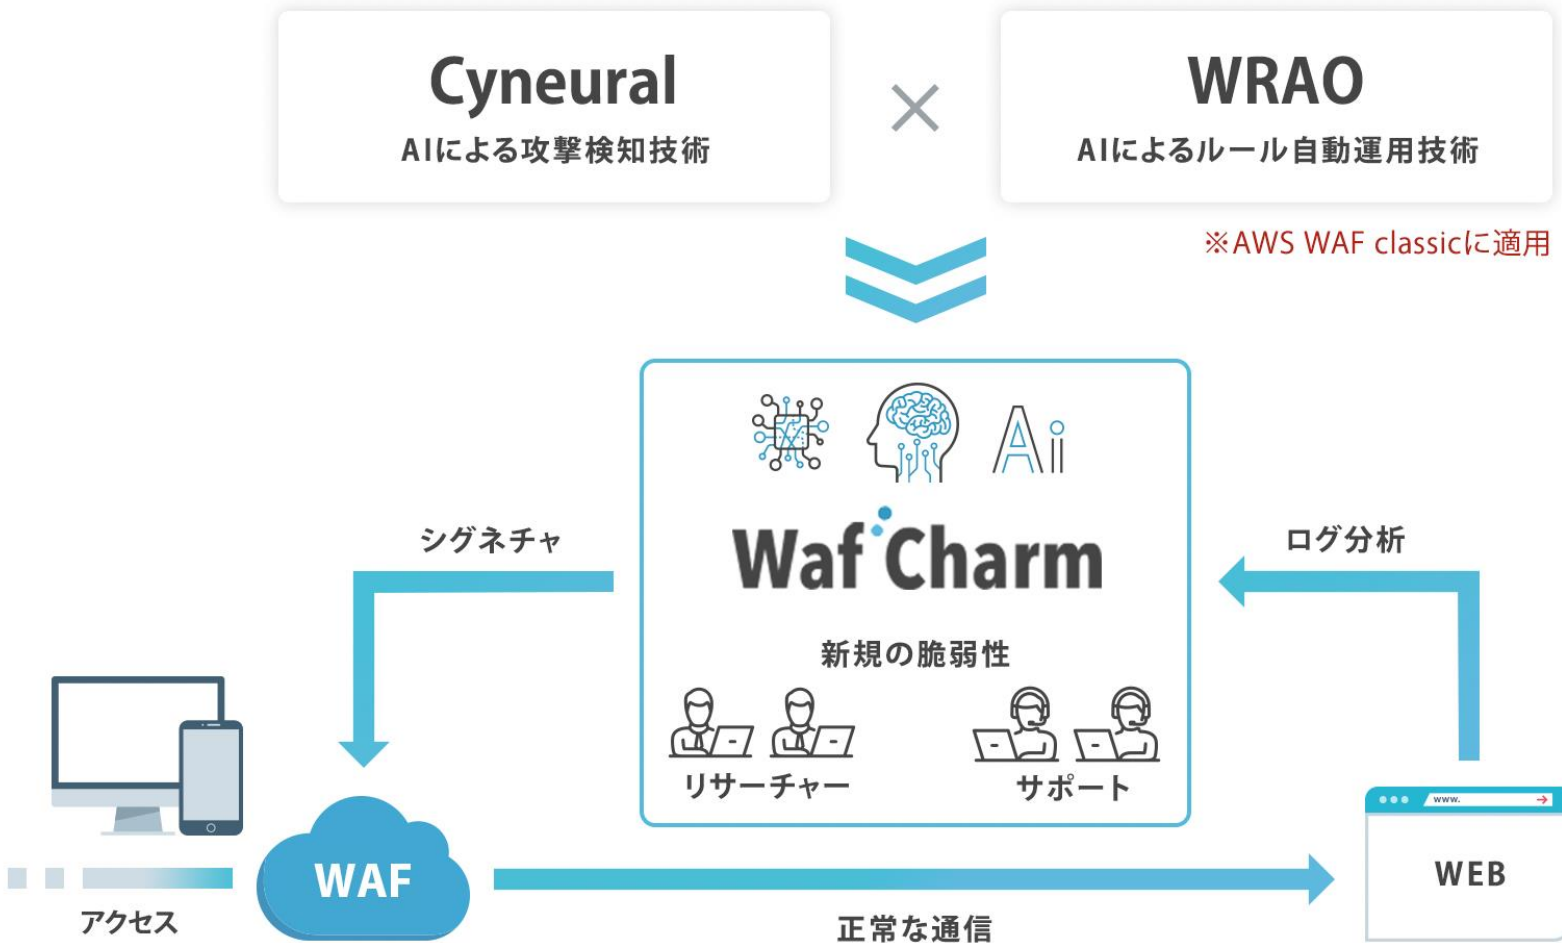 Cyneural
AIによる攻撃検知技術
×
WRAO
AIによるルール自動運用技術
※AWS WAF classicに適用
Ai
シグネチャ
Waf Charm
ログ分析
新規の脆弱性
リサーチャー
サポート
www.
WAF
WEB
アクセス
正常な通信